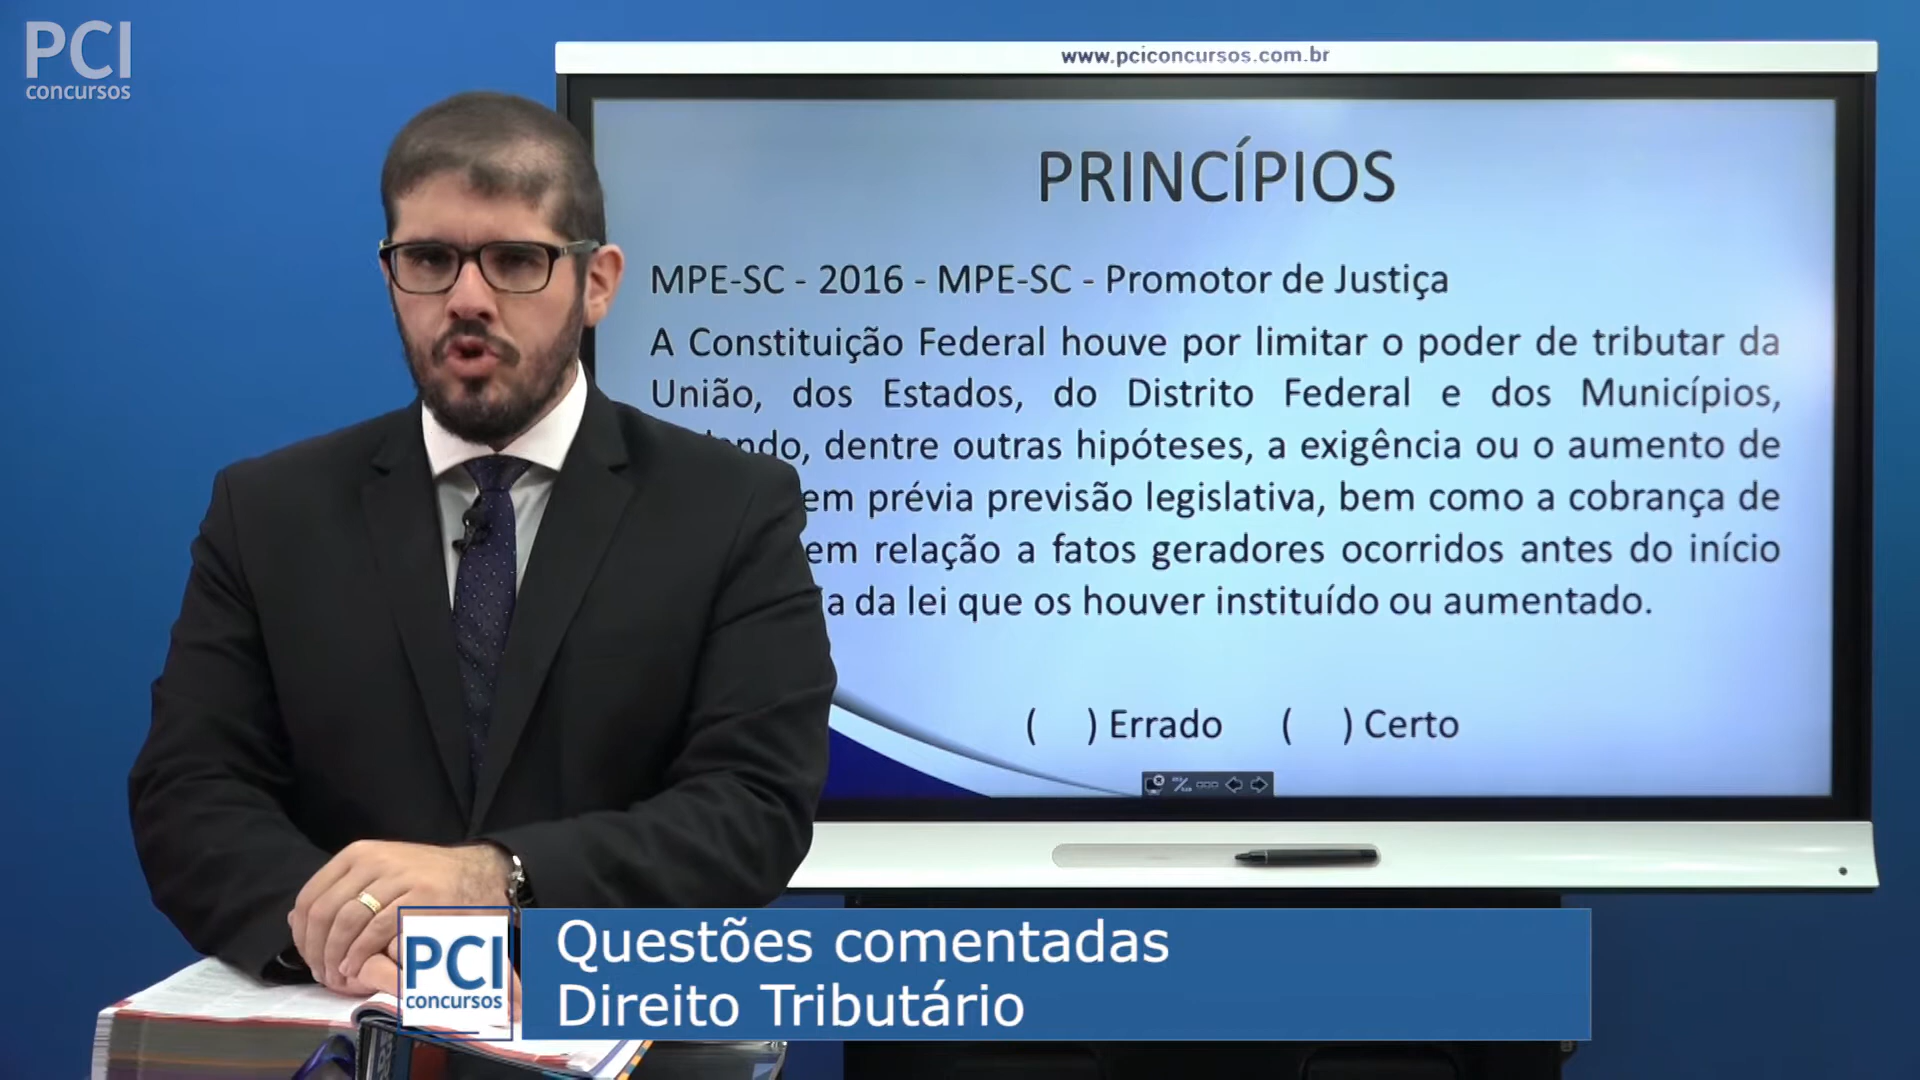 PCI
concursos
www.pciconcursos.com.br
PRINCÍPIOS
MPE-SC - 2016 - MPE-SC - Promotor de Justiça
A Constituição Federal houve por limitar o poder de tributar da
União, dos Estados, do Distrito Federal e dos Municípios,
dentre outras hipóteses, a exigência ou o aumento de
prévia previsão legislativa, bem como a cobrança de
em relação a fatos geradores ocorridos antes do início
da lei que os houver instituído ou aumentado.
( ) Errado ( ) Certo
PCI
concursos
Questões comentadas
Direito Tributário